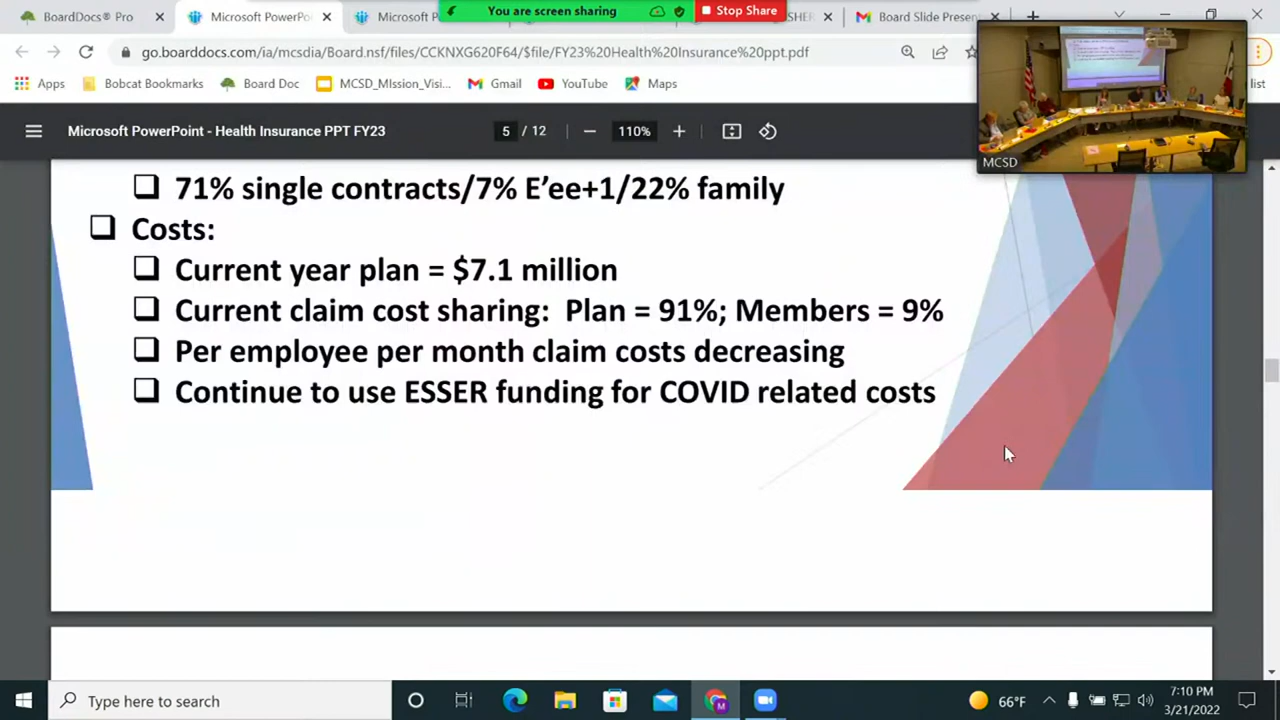 BoardDocs® Pro
Microsoft PowerPo
Microsoft P
You are screen sharing
Stop Share
Board Slide Presen
go.boarddocs.com/ia/mcsdia/Board.nsf/files/
$file/FY23%20Health%20Insurance%20ppt.pdf
Apps
Bobcat Bookmarks
Board Doc
MCSD_Mission_Visi...
Gmail
YouTube
Maps
list
Microsoft PowerPoint - Health Insurance PPT FY23
5 / 12
110%
MCSD
71% single contracts/7% E’ee+1/22% family
Costs:
Current year plan = $7.1 million
Current claim cost sharing: Plan = 91%; Members = 9%
Per employee per month claim costs decreasing
Continue to use ESSER funding for COVID related costs
Type here to search
66°F
7:10 PM
3/21/2022